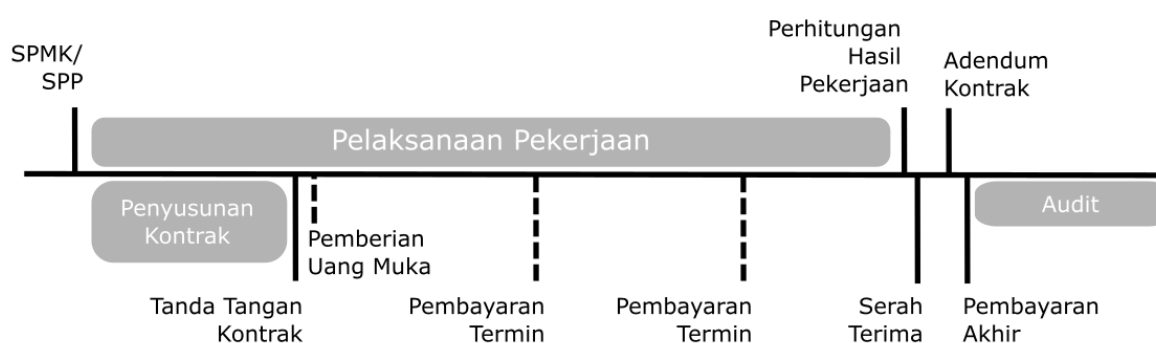 SPMK/
SPP
Perhitungan
Hasil
Pekerjaan
Adendum
Kontrak
Pelaksanaan Pekerjaan
Penyusunan
Kontrak
Audit
Pemberian
Uang Muka
Tanda Tangan
Kontrak
Pembayaran
Termin
Pembayaran
Termin
Serah
Terima
Pembayaran
Akhir